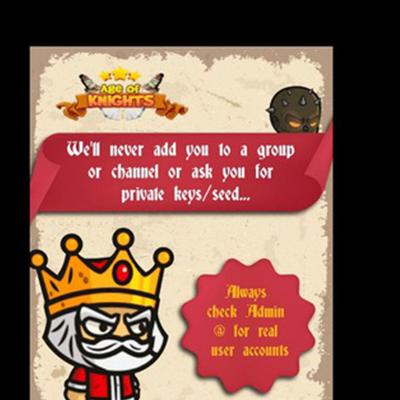 Age of
KNIGHTS
We'll never add you to a group
or channel or ask you for
private keys/seed...
Always
check Admin
@ for real
user accounts